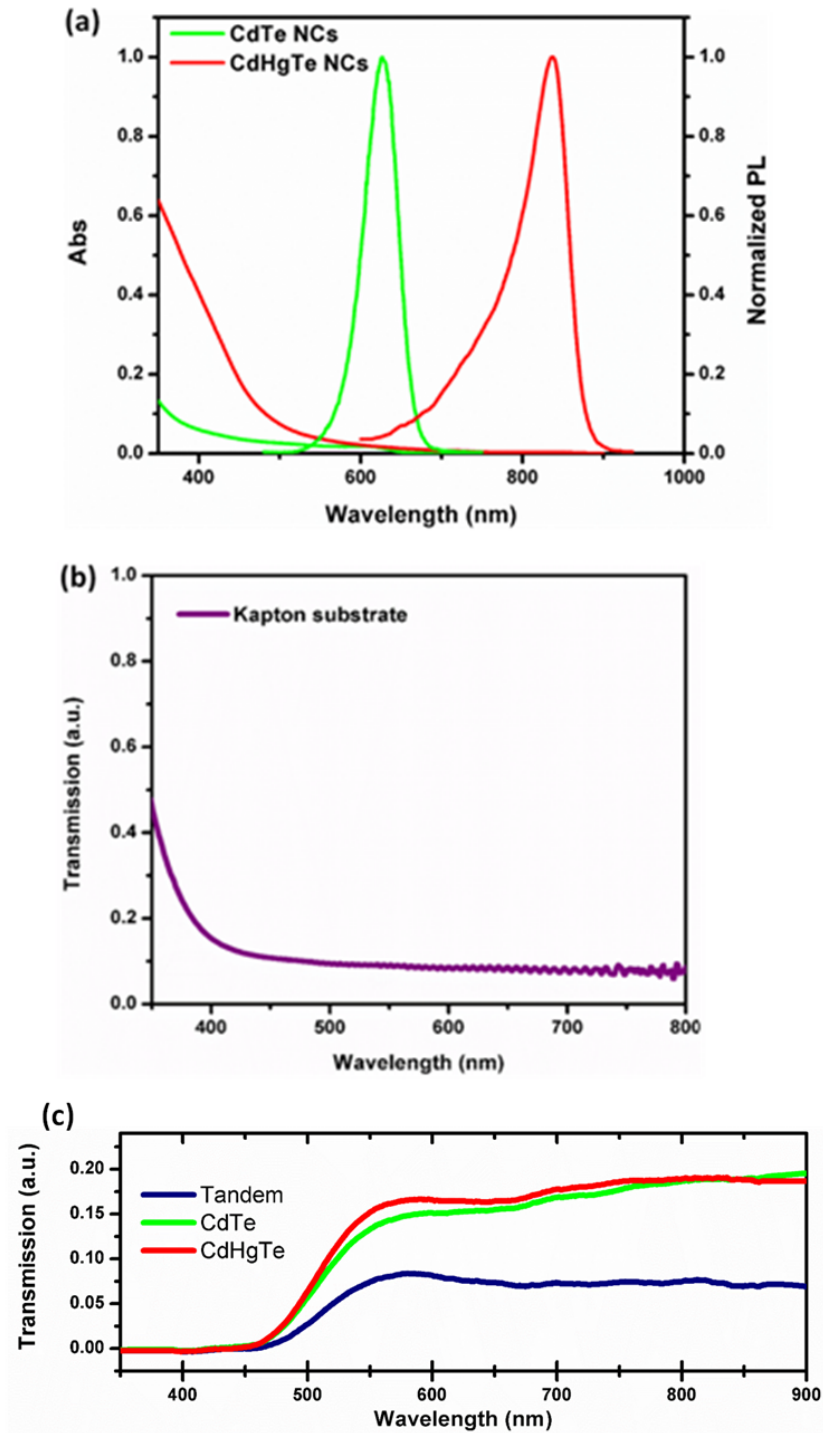 (a)
CdTe NCs
CdHgTe NCs
1.0
0.8
0.6
0.4
0.2
0.0
Abs
1.0
0.8
0.6
0.4
0.2
0.0
Normalized PL
400
600
800
1000
Wavelength (nm)
(b)
Kapton substrate
1.0
0.8
0.6
0.4
0.2
0.0
Transmission (a.u.)
400
500
600
700
800
Wavelength (nm)
(c)
Tandem
CdTe
CdHgTe
0.20
0.15
0.10
0.05
0.00
Transmission (a.u.)
400
500
600
700
800
900
Wavelength (nm)